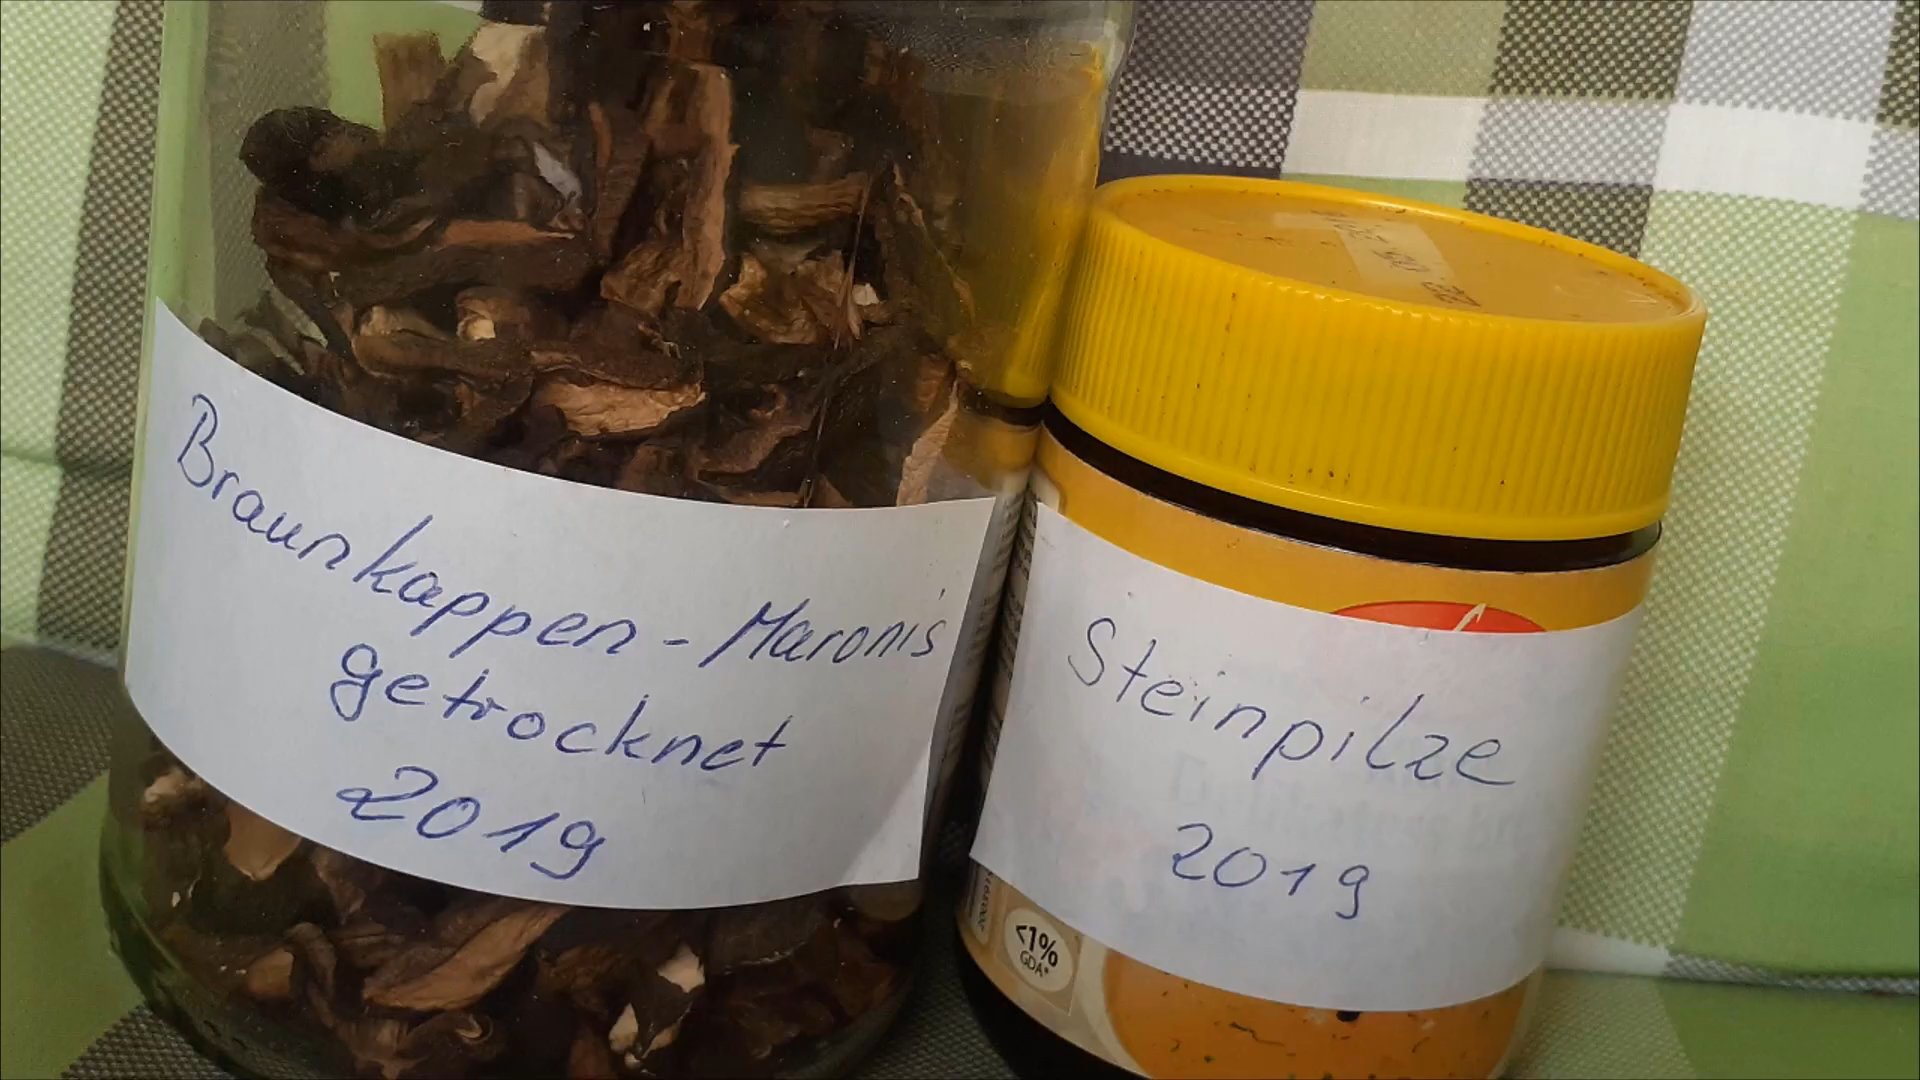 Braunkappen - Maronis
getrocknet
2019
Steinpilze
2019
<1%
GDA*